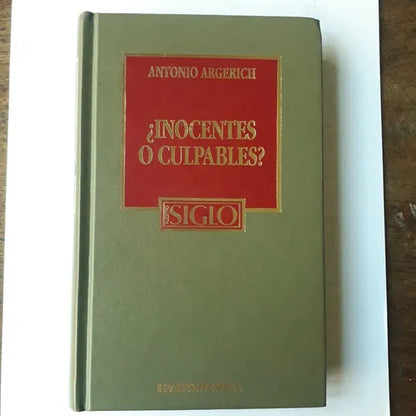 ANTONIO ARGERICH
¿INOCENTES
O CULPABLES?
SIGLO